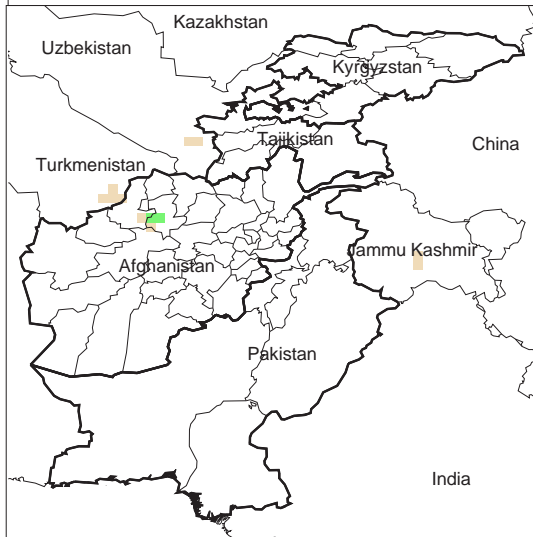 Kazakhstan
Uzbekistan
Kyrgyzstan
Tajikistan
China
Turkmenistan
Jammu Kashmir
Afghanistan
Pakistan
India